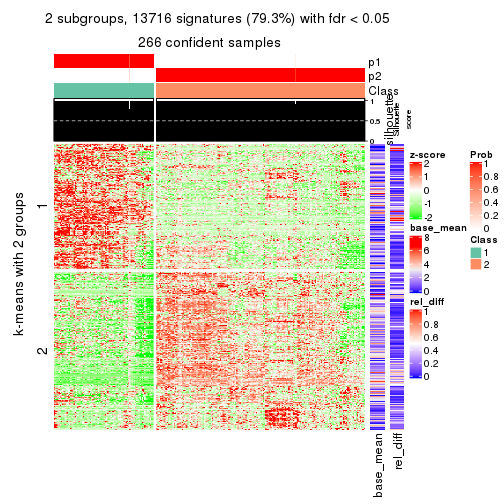 2 subgroups, 13716 signatures (79.3%) with fdr < 0.05
266 confident samples
p1
p2
Class
silhouette
Silhouette
score
1
0.5
0
k-means with 2 groups
1
2
base_mean
rel_diff
z-score
2
1
0
-1
-2
base_mean
8
6
4
2
0
rel_diff
1
0.8
0.6
0.4
0.2
0
Prob
1
0.8
0.6
0.4
0.2
0
Class
1
2